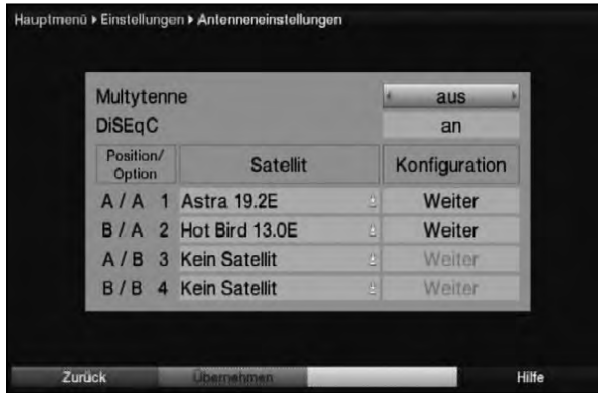 Hauptmenü ▸ Einstellungen ▸ Antenneneinstellungen
Multytenne aus
DiSEqC an
Position/ Option Satellit Konfiguration
A / A 1 Astra 19.2E Weiter
B / A 2 Hot Bird 13.0E Weiter
A / B 3 Kein Satellit Weiter
B / B 4 Kein Satellit Weiter
Zurück Übernehmen Hilfe